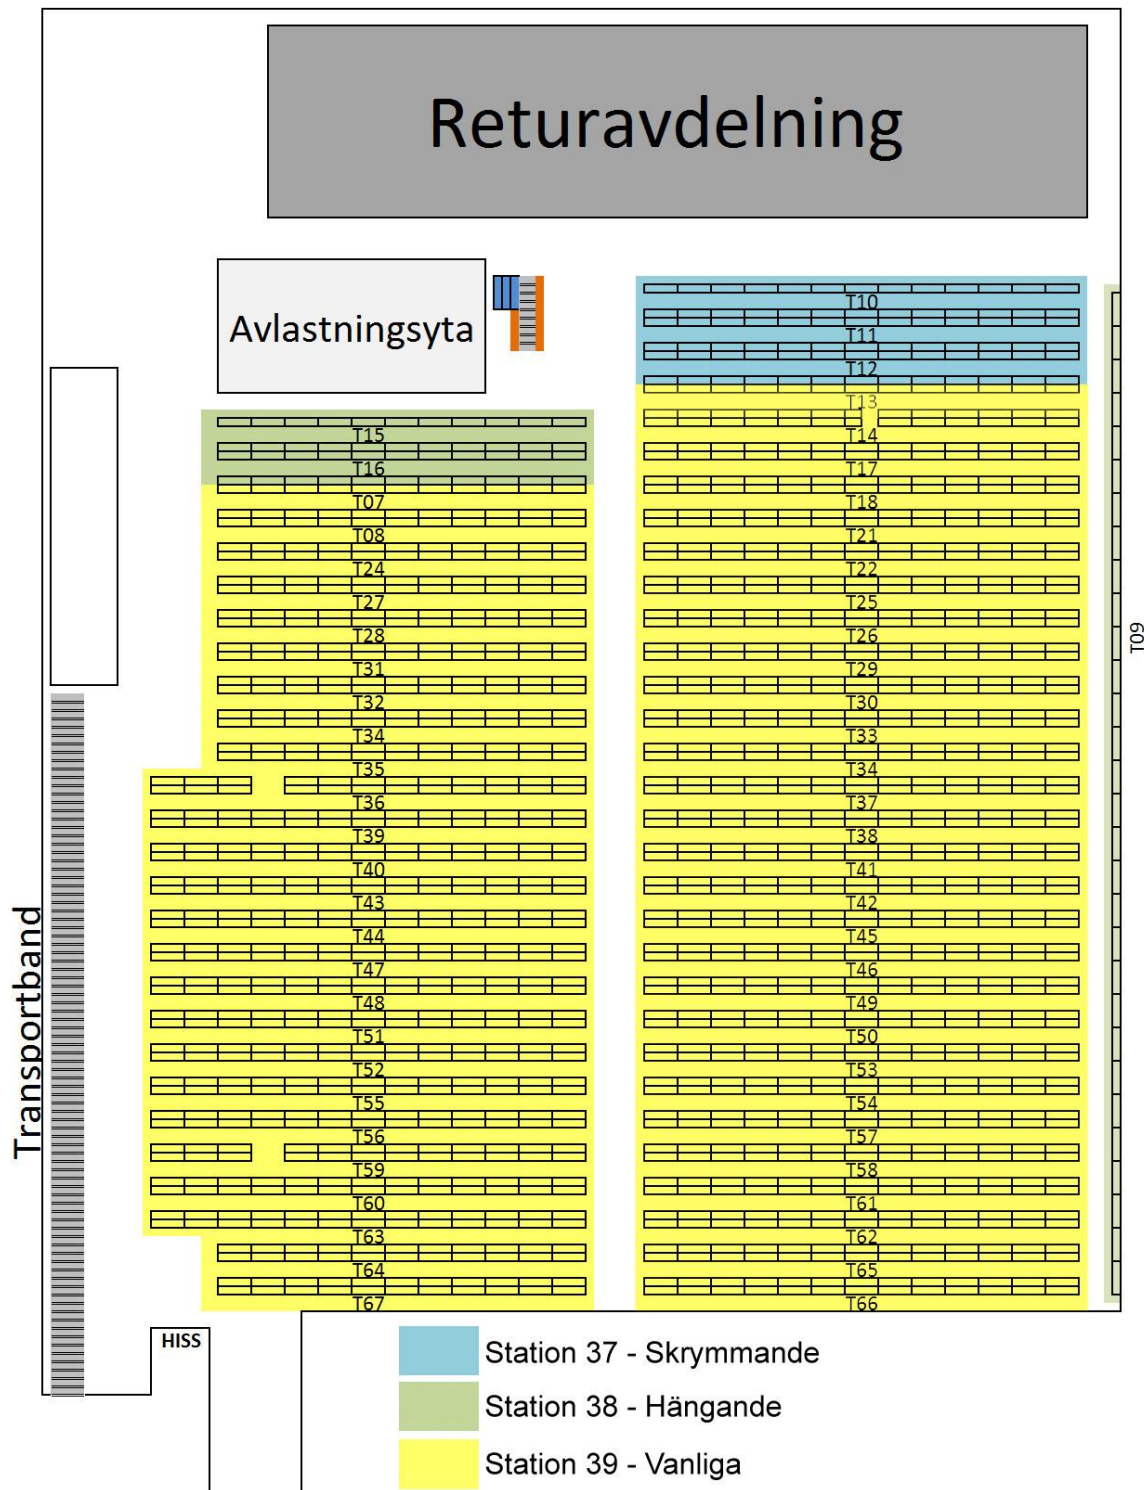 Returavdelning
Avlastningsyta
T10
T11
T12
T13
T14
T17
T18
T21
T22
T25
T26
T29
T30
T33
T34
T37
T38
T41
T42
T45
T46
T49
T50
T53
T54
T57
T58
T61
T62
T65
T66
T15
T16
T07
T08
T24
T27
T28
T31
T32
T34
T35
T36
T39
T40
T43
T44
T47
T48
T51
T52
T55
T56
T59
T60
T63
T64
T67
T09
Transportband
HISS
Station 37 - Skrymmande
Station 38 - Hängande
Station 39 - Vanliga